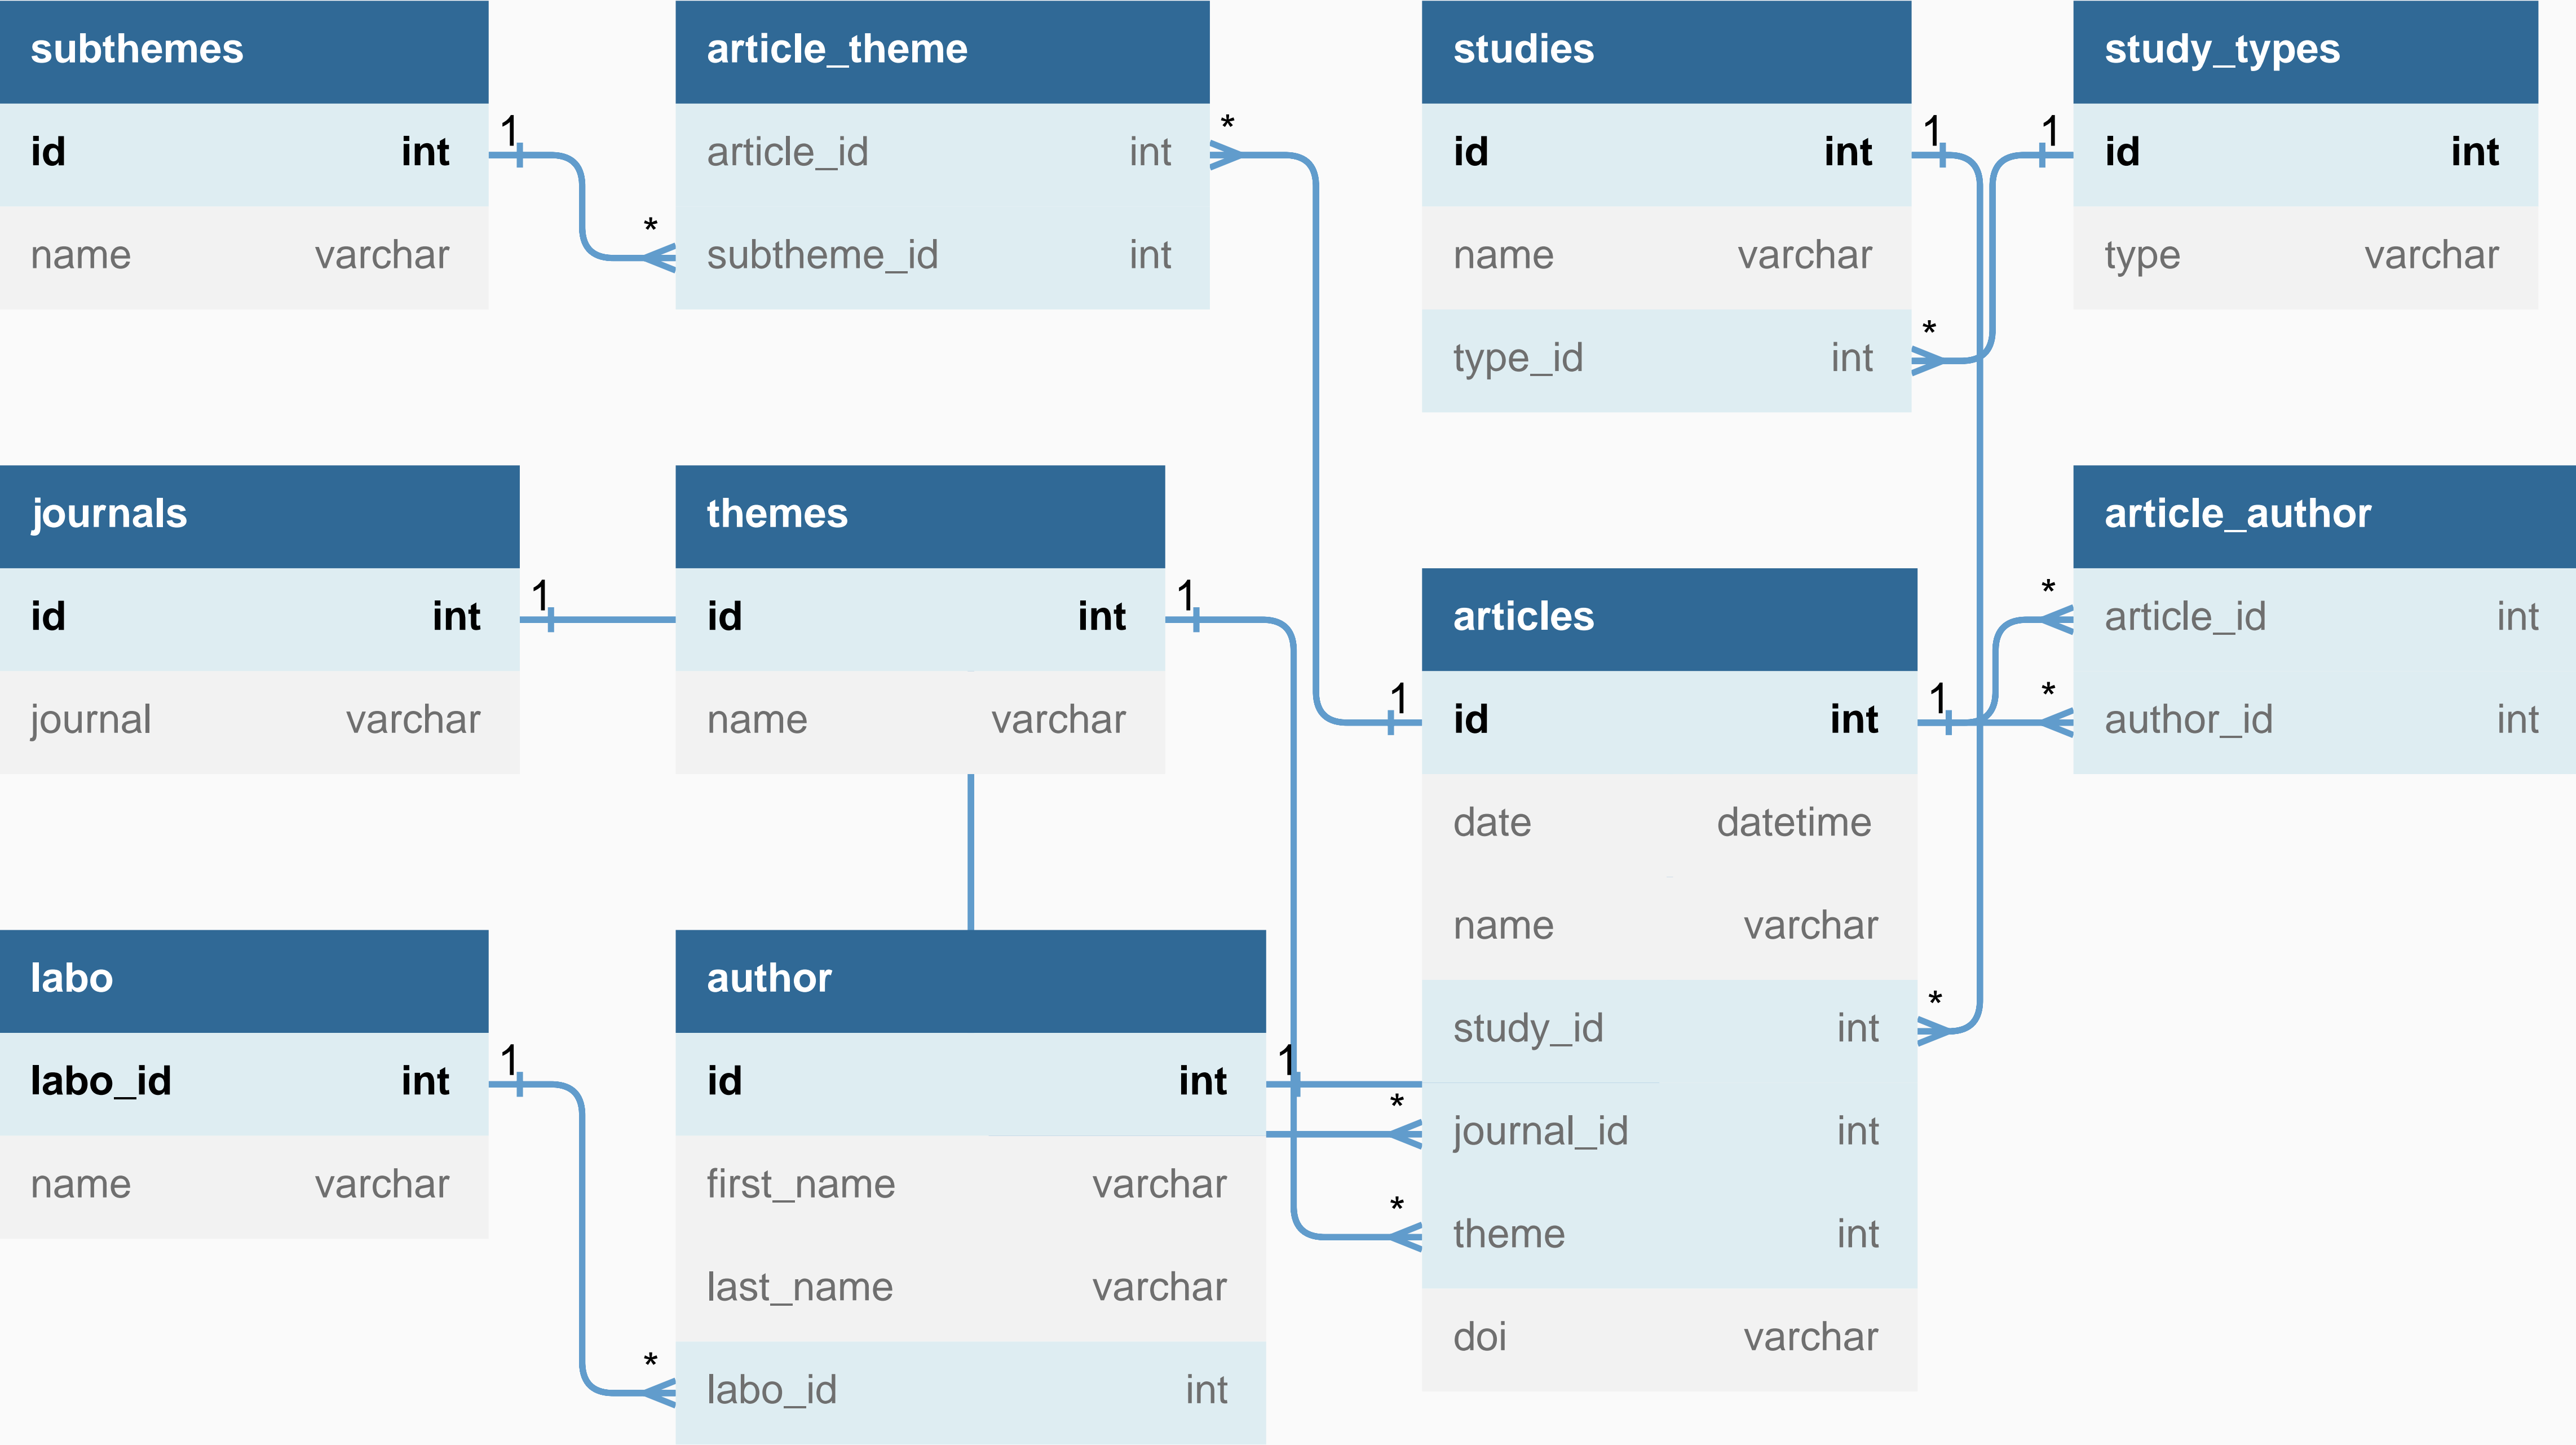 subthemes
id int
name varchar
1
*
article_theme
article_id int
subtheme_id int
*
studies
id int
name varchar
type_id int
1
*
1
study_types
id int
type varchar
journals
id int
journal varchar
1
themes
id int
name varchar
1
1
articles
id int
date datetime
name varchar
study_id int
journal_id int
theme int
doi varchar
1
*
*
*
article_author
article_id int
author_id int
*
*
labo
labo_id int
name varchar
1
*
author
id int
first_name varchar
last_name varchar
labo_id int
1